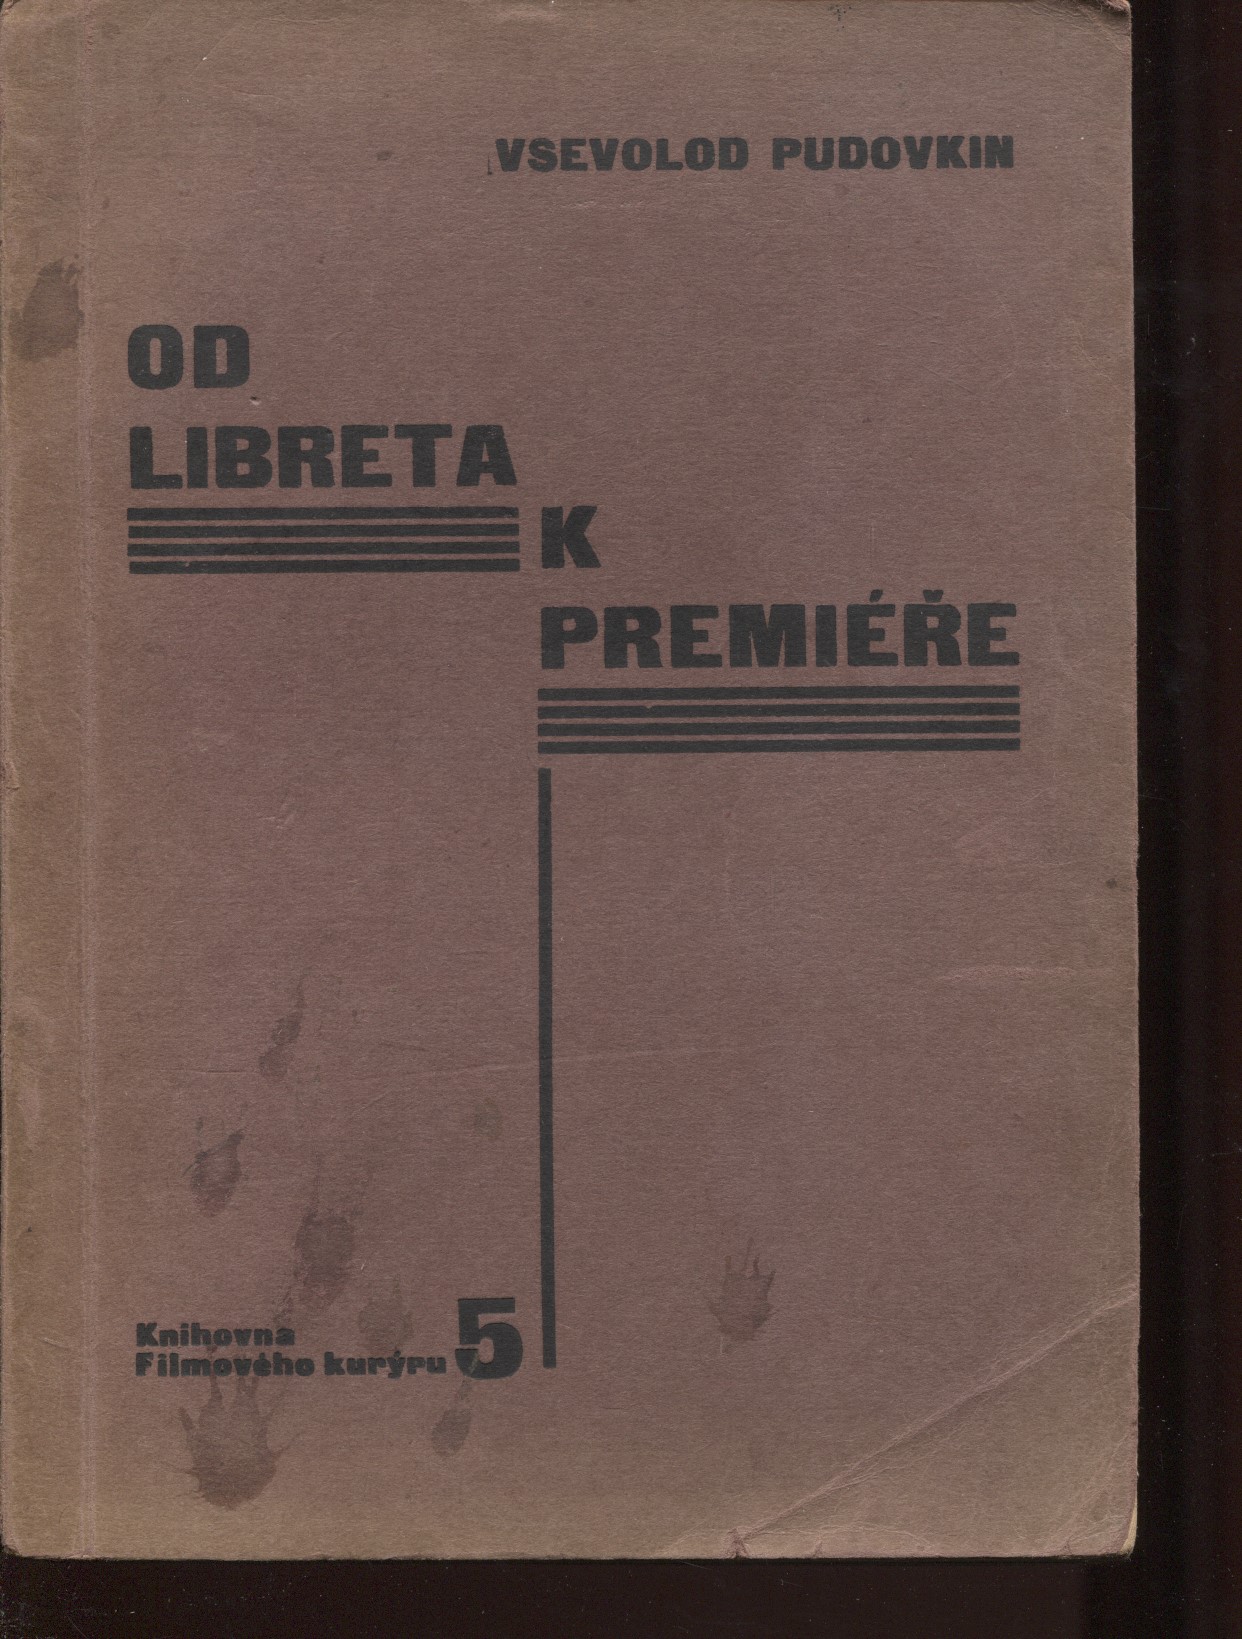 VSEVOLOD PUDOVKIN
OD
LIBRETA
K
PREMIÉŘE
Knihovna
Filmového kurýru 5